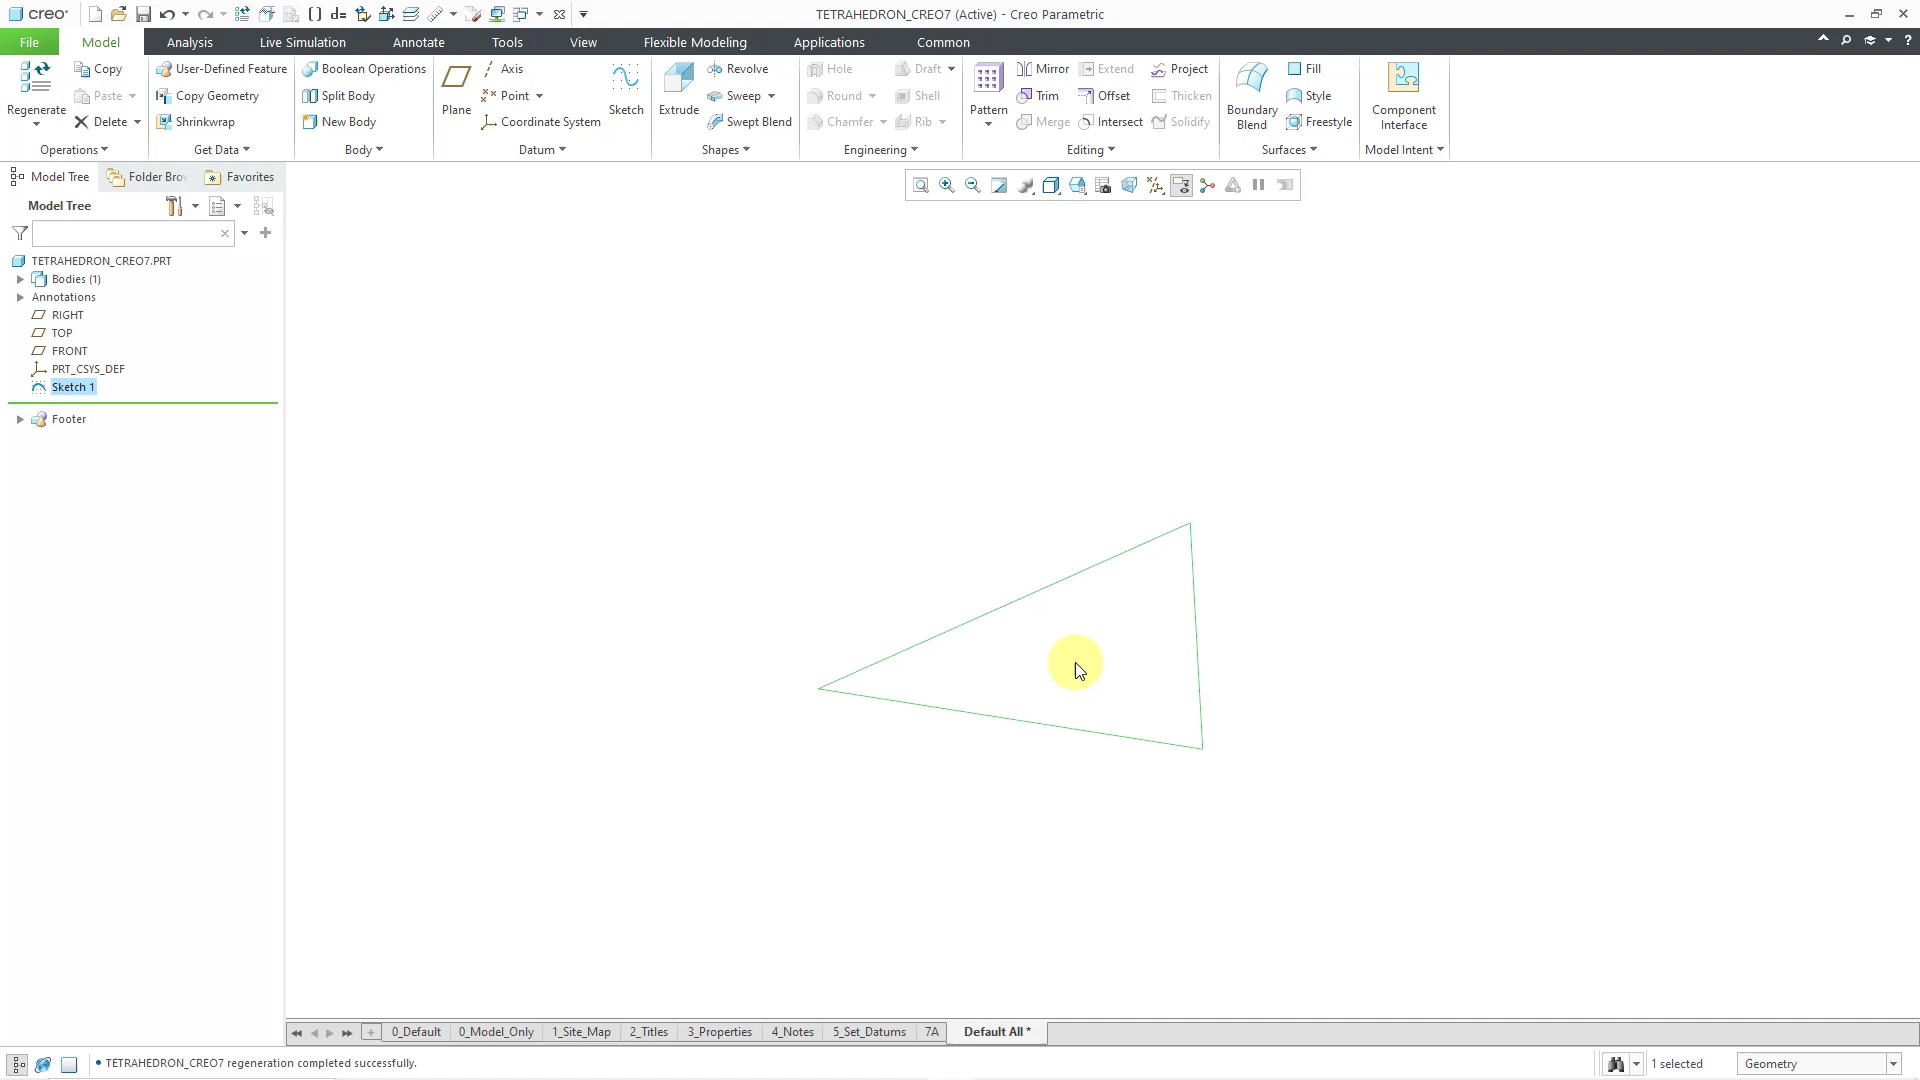 creo
d=
TETRAHEDRON_CREO7 (Active) - Creo Parametric
File
Model
Analysis
Live Simulation
Annotate
Tools
View
Flexible Modeling
Applications
Common
?
Regenerate
Copy
Paste
Delete
Operations
User-Defined Feature
Copy Geometry
Shrinkwrap
Get Data
Boolean Operations
Split Body
New Body
Body
Plane
Axis
Point
Coordinate System
Sketch
Datum
Extrude
Revolve
Sweep
Swept Blend
Shapes
Hole
Round
Chamfer
Draft
Shell
Rib
Engineering
Pattern
Mirror
Trim
Merge
Extend
Offset
Intersect
Project
Thicken
Solidify
Editing
Boundary
Blend
Fill
Style
Freestyle
Surfaces
Component
Interface
Model Intent
Model Tree
Folder Brov
Favorites
Model Tree
TETRAHEDRON_CREO7.PRT
Bodies (1)
Annotations
RIGHT
TOP
FRONT
PRT_CSYS_DEF
Sketch 1
Footer
0_Default
0_Model_Only
1_Site_Map
2_Titles
3_Properties
4_Notes
5_Set_Datums
7A
Default All *
• TETRAHEDRON_CREO7 regeneration completed successfully.
1 selected
Geometry